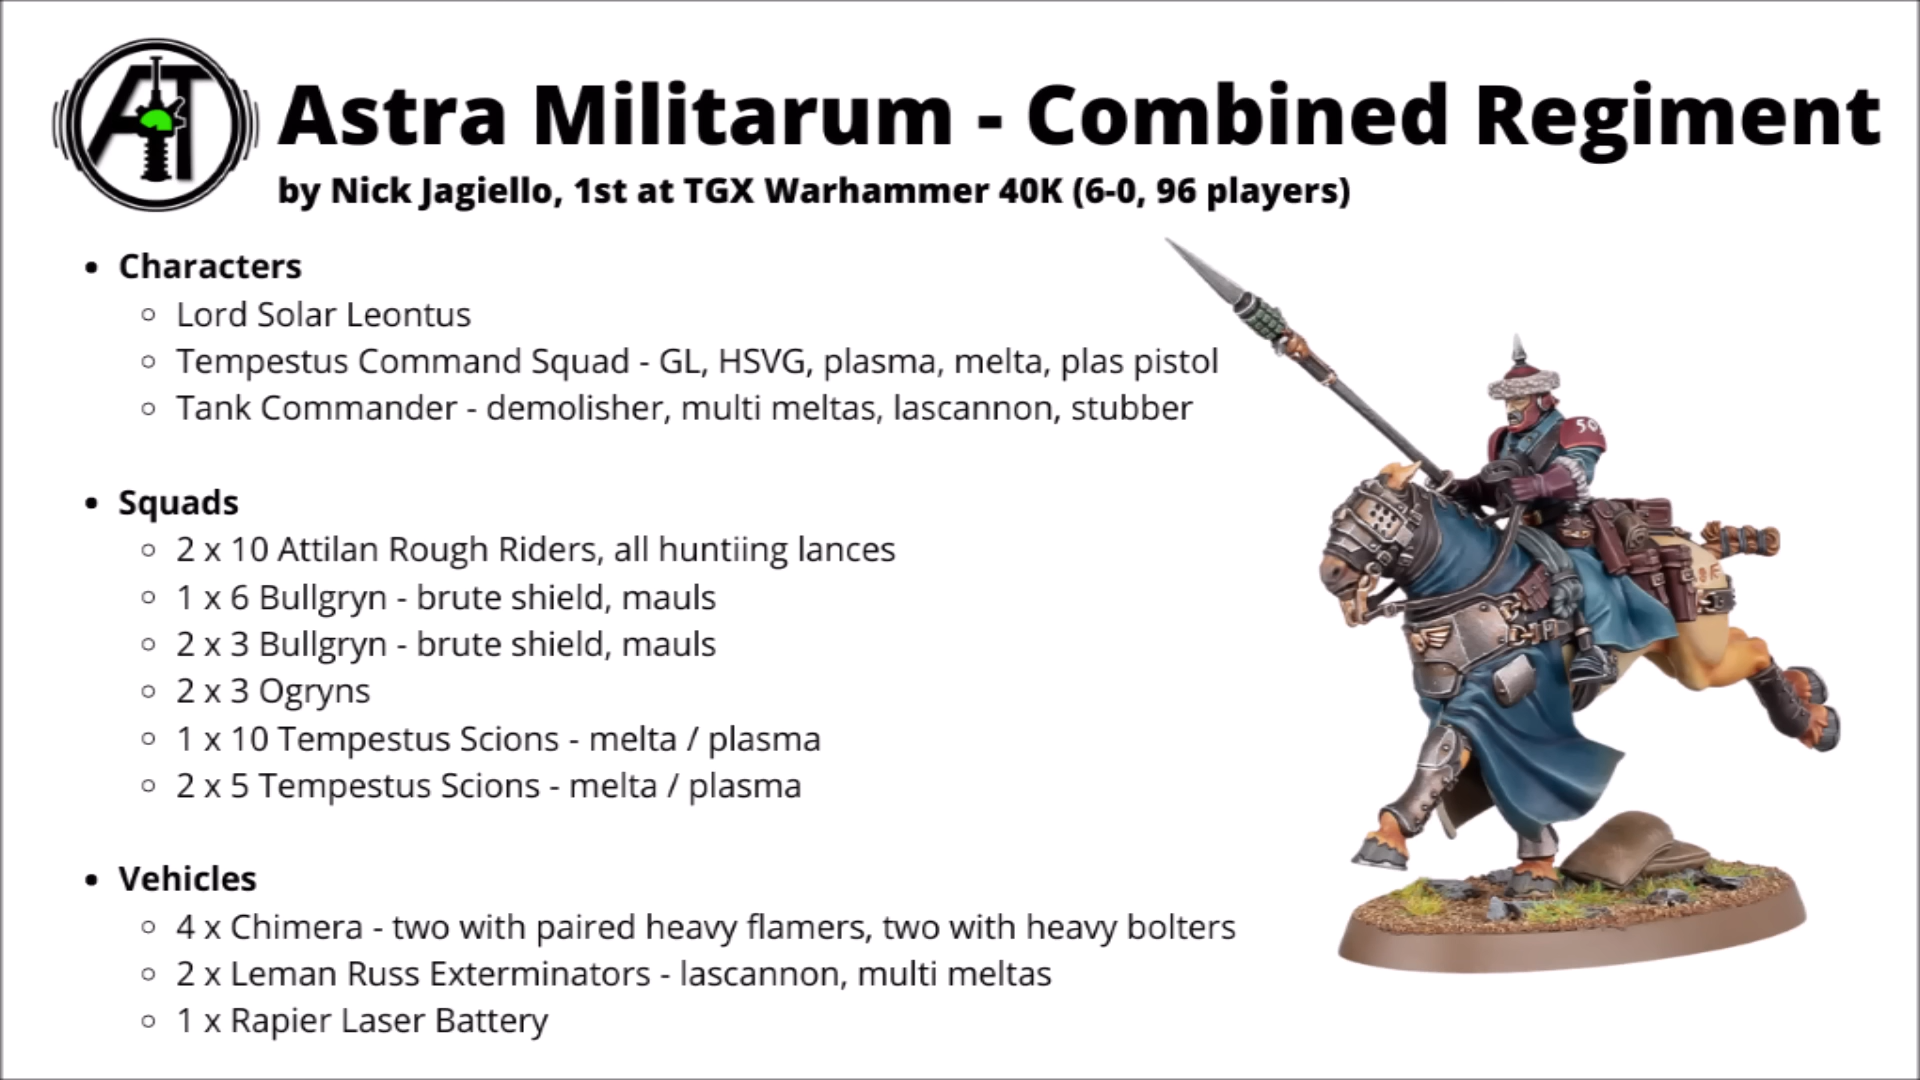 AT
Astra Militarum - Combined Regiment
by Nick Jagiello, 1st at TGX Warhammer 40K (6-0, 96 players)
• Characters
◦ Lord Solar Leontus
◦ Tempestus Command Squad - GL, HSVG, plasma, melta, plas pistol
◦ Tank Commander - demolisher, multi meltas, lascannon, stubber
• Squads
◦ 2 x 10 Attilan Rough Riders, all huntiing lances
◦ 1 x 6 Bullgryn - brute shield, mauls
◦ 2 x 3 Bullgryn - brute shield, mauls
◦ 2 x 3 Ogryns
◦ 1 x 10 Tempestus Scions - melta / plasma
◦ 2 x 5 Tempestus Scions - melta / plasma
• Vehicles
◦ 4 x Chimera - two with paired heavy flamers, two with heavy bolters
◦ 2 x Leman Russ Exterminators - lascannon, multi meltas
◦ 1 x Rapier Laser Battery